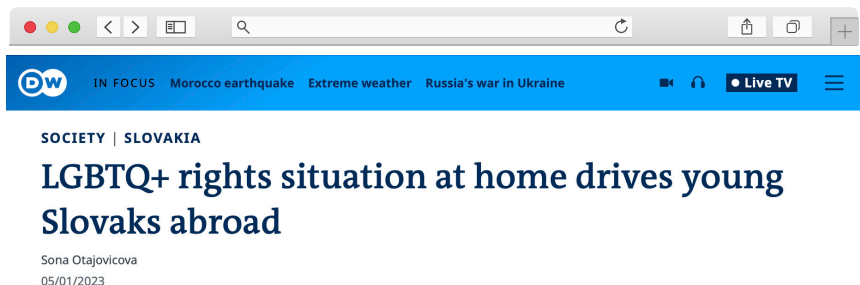 DW IN FOCUS Morocco earthquake Extreme weather Russia's war in Ukraine Live TV
SOCIETY | SLOVAKIA
LGBTQ+ rights situation at home drives young
Slovaks abroad
Sona Otajovicova
05/01/2023